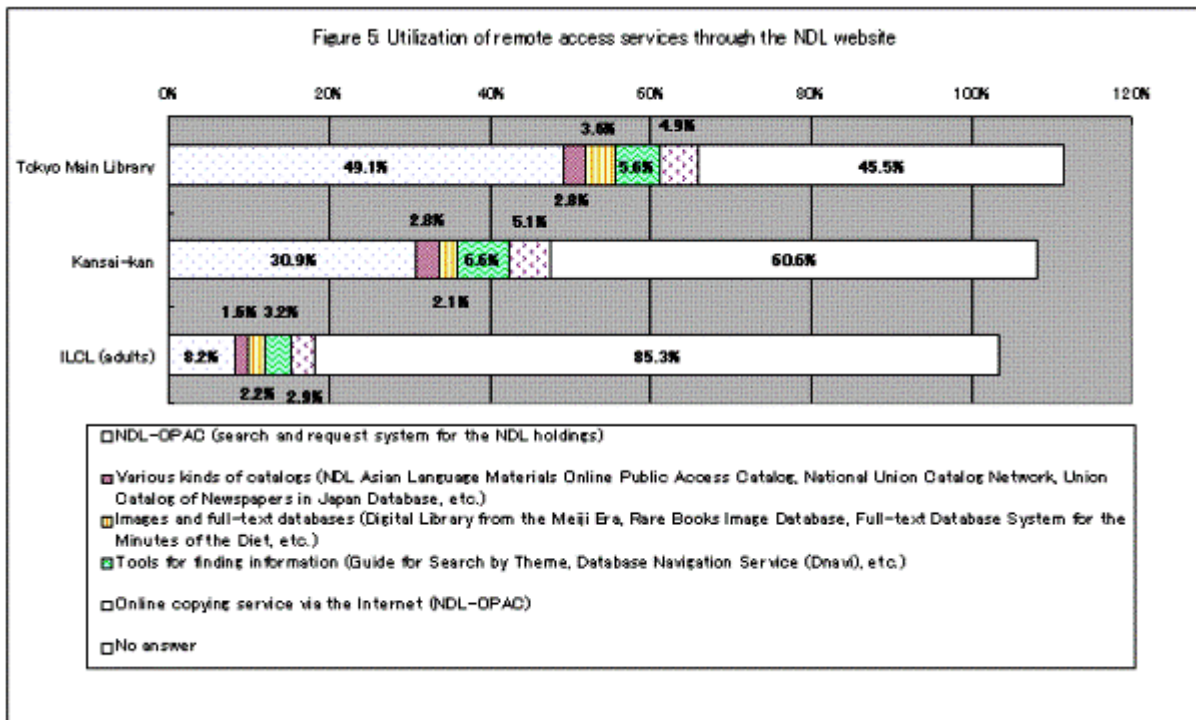 Figure 5: Utilization of remote access services through the NDL website
0% 20% 40% 60% 80% 100% 120%
3.6% 4.9%
Tokyo Main Library 49.1% 5.6% 45.5%
2.8%
2.8% 5.1%
Kansai-kan 30.9% 6.6% 60.6%
2.1%
1.6% 3.2%
ILCL (adults) 8.2% 85.3%
2.2% 2.9%
NDL-OPAC (search and request system for the NDL holdings)
Various kinds of catalogs (NDL Asian Language Materials Online Public Access Catalog, National Union Catalog Network, Union
Catalog of Newspapers in Japan Database, etc.)
Images and full-text databases (Digital Library from the Meiji Era, Rare Books Image Database, Full-text Database System for the
Minutes of the Diet, etc.)
Tools for finding information (Guide for Search by Theme, Database Navigation Service (Dnavi), etc.)
Online copying service via the Internet (NDL-OPAC)
No answer